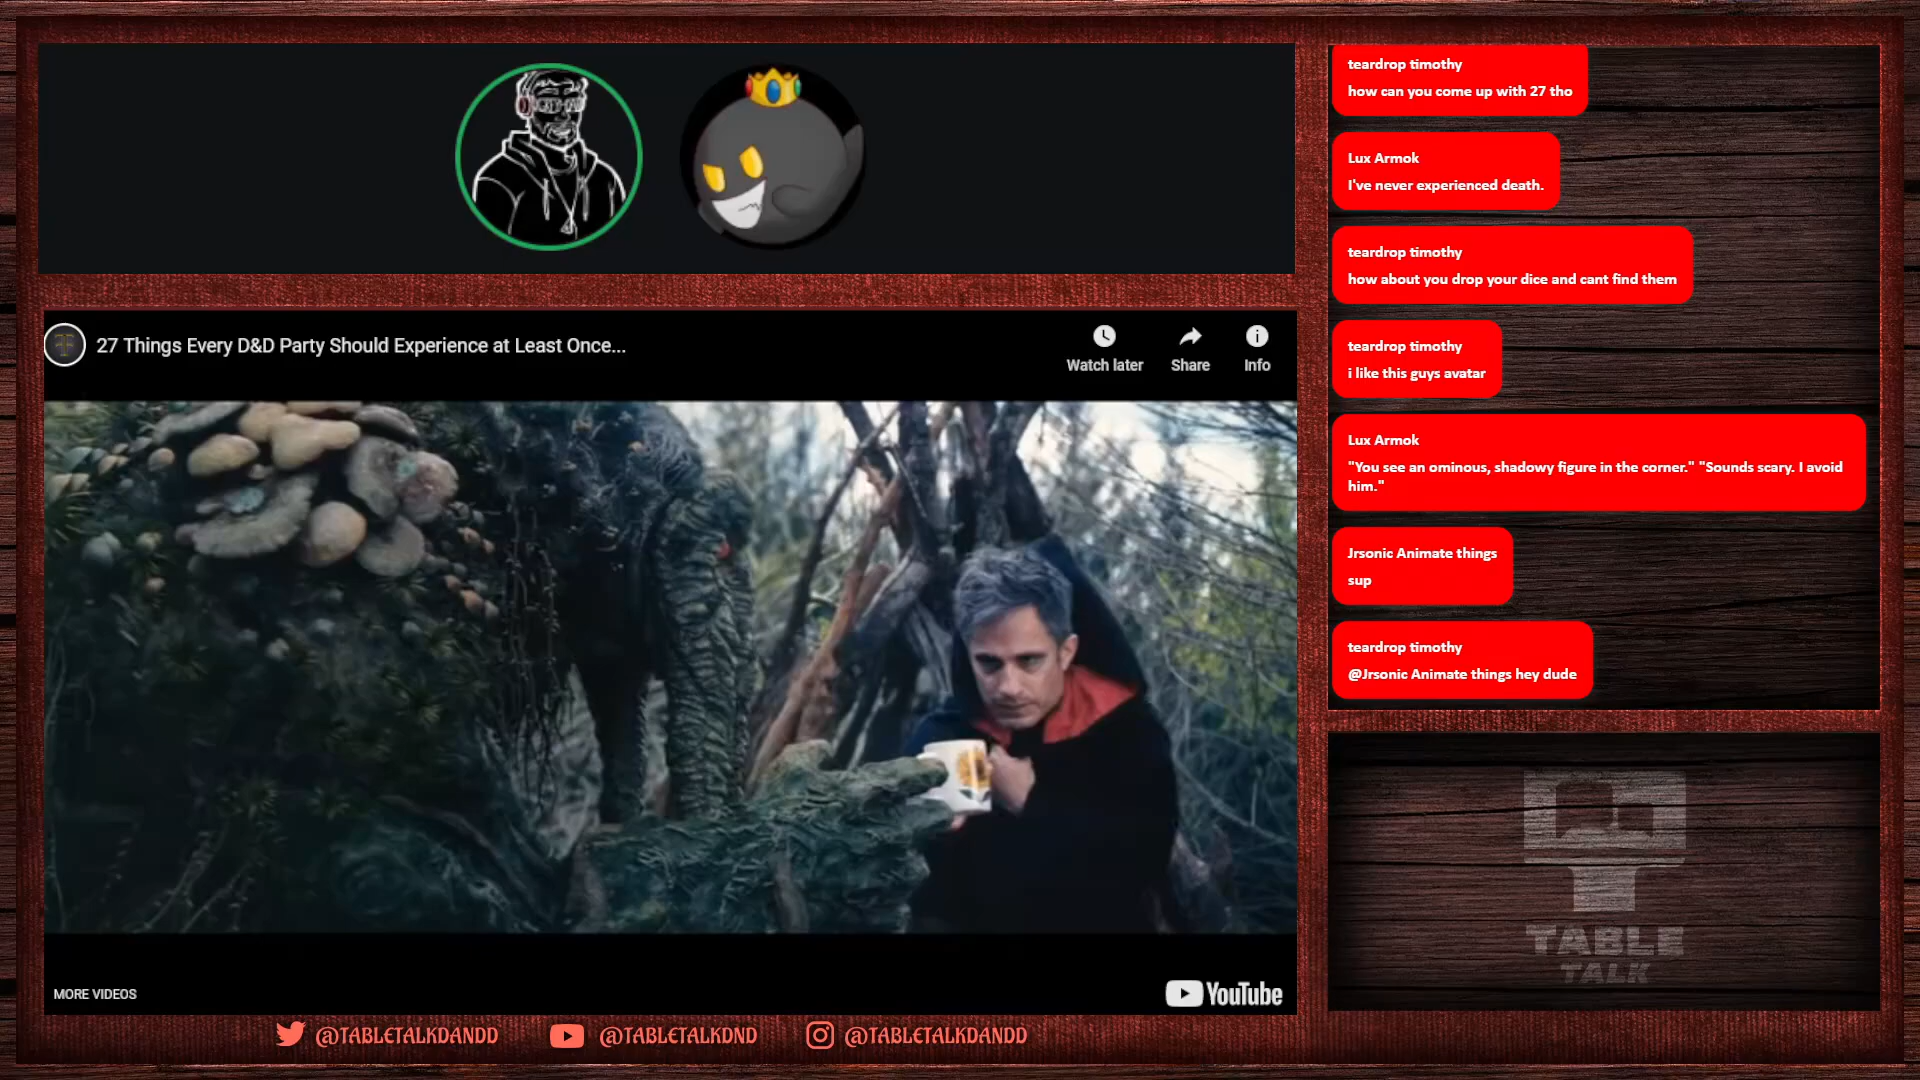 27 Things Every D&D Party Should Experience at Least Once...
Watch later
Share
Info
MORE VIDEOS
YouTube
@TABLETALKDANDD
@TABLETALKDND
@TABLETALKDANDD
teardrop timothy
how can you come up with 27 tho
Lux Armok
I've never experienced death.
teardrop timothy
how about you drop your dice and cant find them
teardrop timothy
i like this guys avatar
Lux Armok
"You see an ominous, shadowy figure in the corner." "Sounds scary. I avoid
him."
Jrsonic Animate things
sup
teardrop timothy
@Jrsonic Animate things hey dude
TABLE
TALK